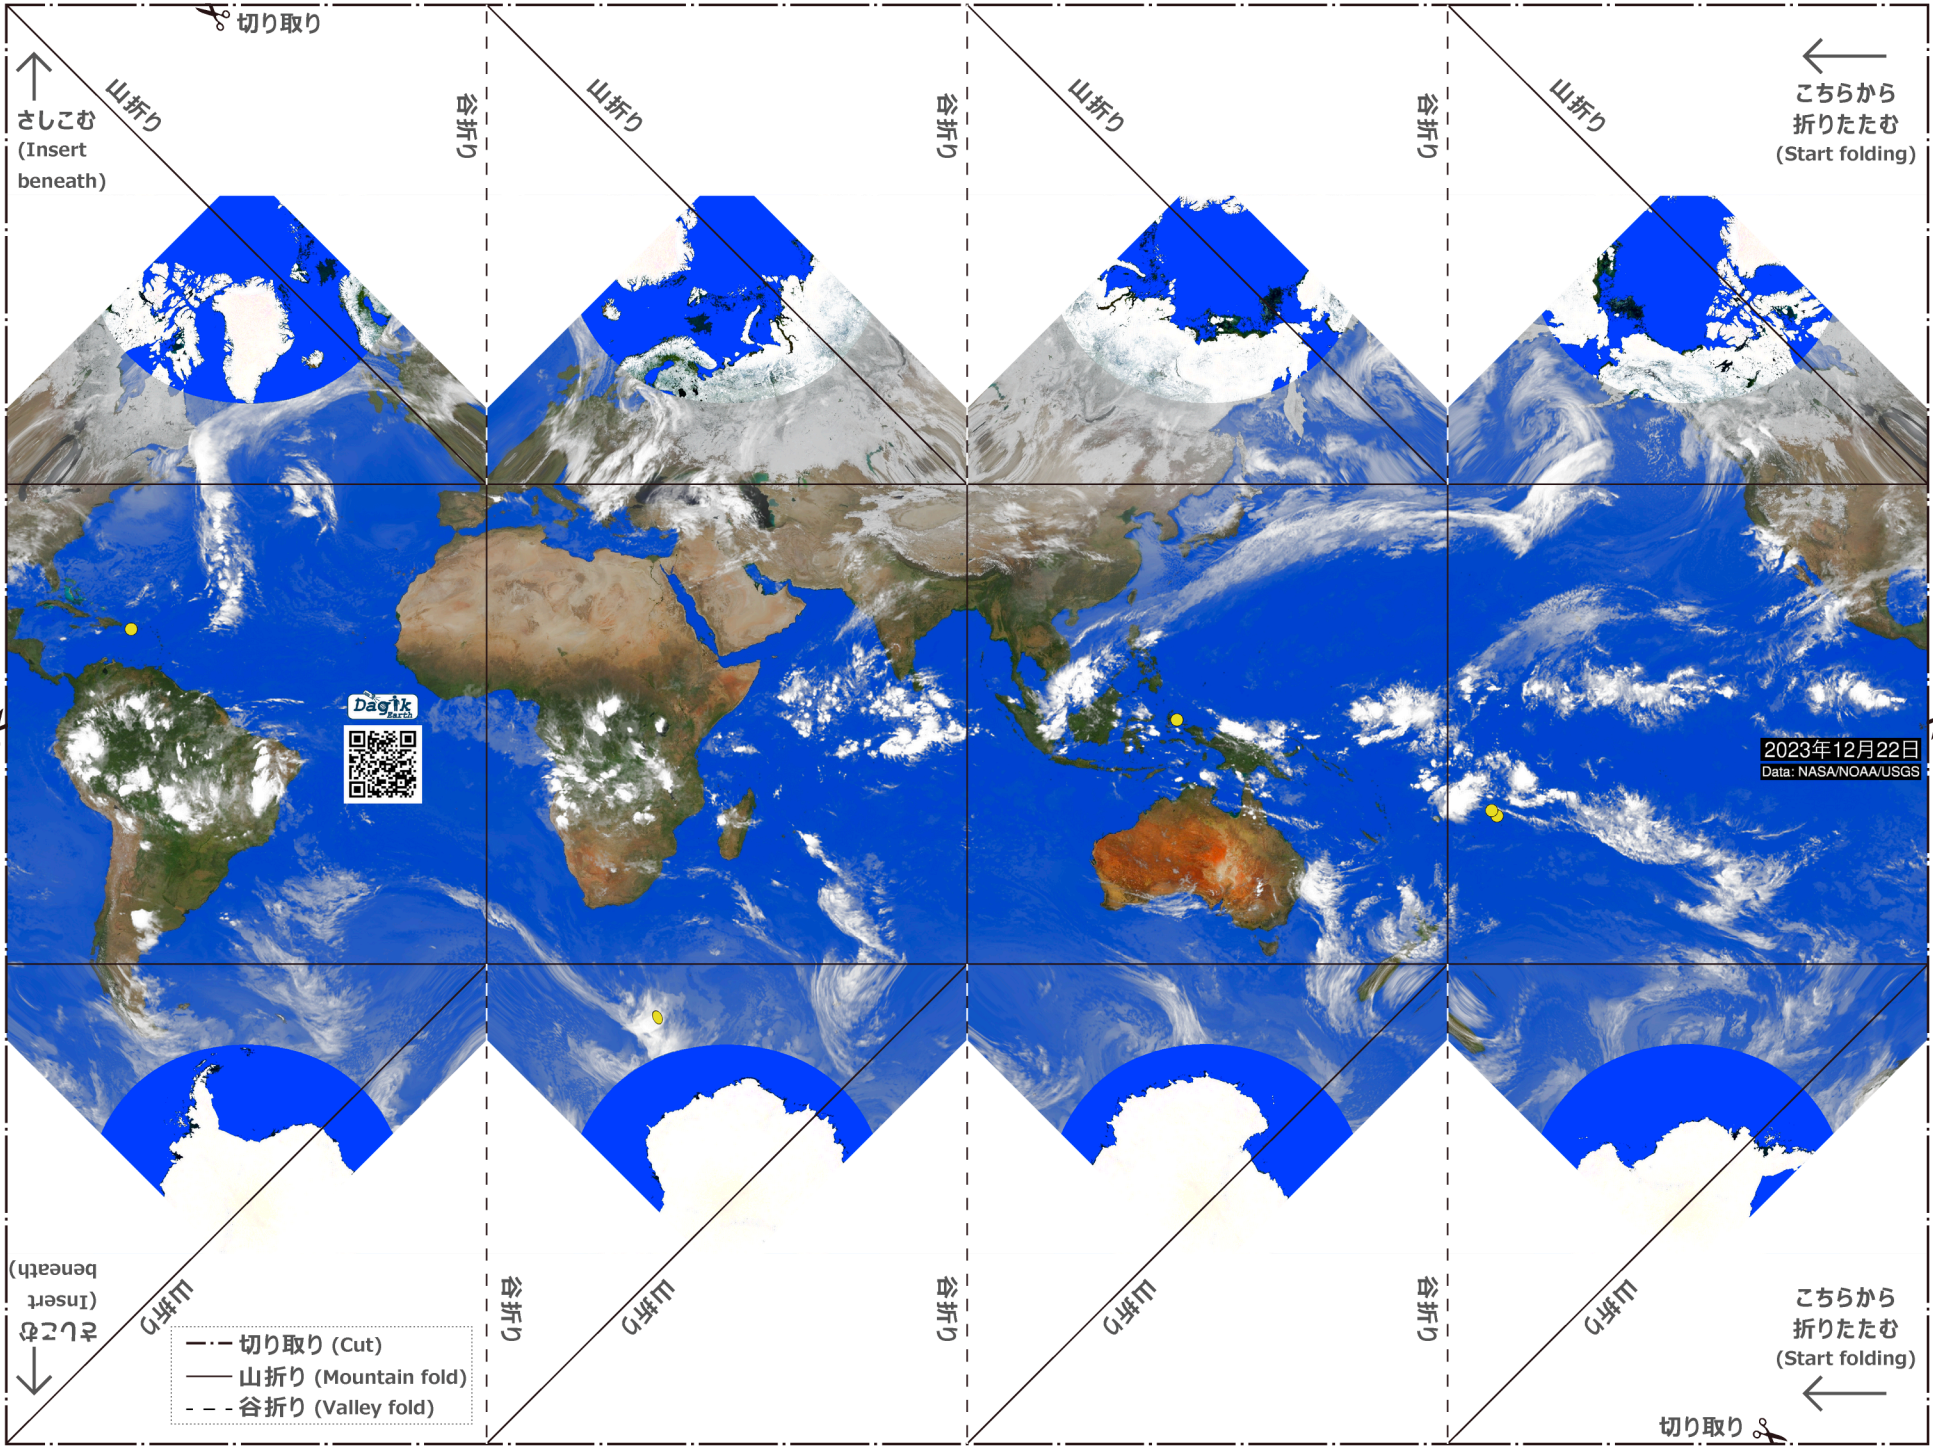 切り取り
山折り
谷折り
山折り
谷折り
山折り
谷折り
山折り
さしこむ
(Insert
beneath)
こちらから
折りたたむ
(Start folding)
Dagik
Earth
2023年12月22日
Data: NASA/NOAA/USGS
さしこむ
(Insert
beneath)
山折り
谷折り
山折り
谷折り
山折り
谷折り
山折り
こちらから
折りたたむ
(Start folding)
切り取り (Cut)
山折り (Mountain fold)
谷折り (Valley fold)
切り取り